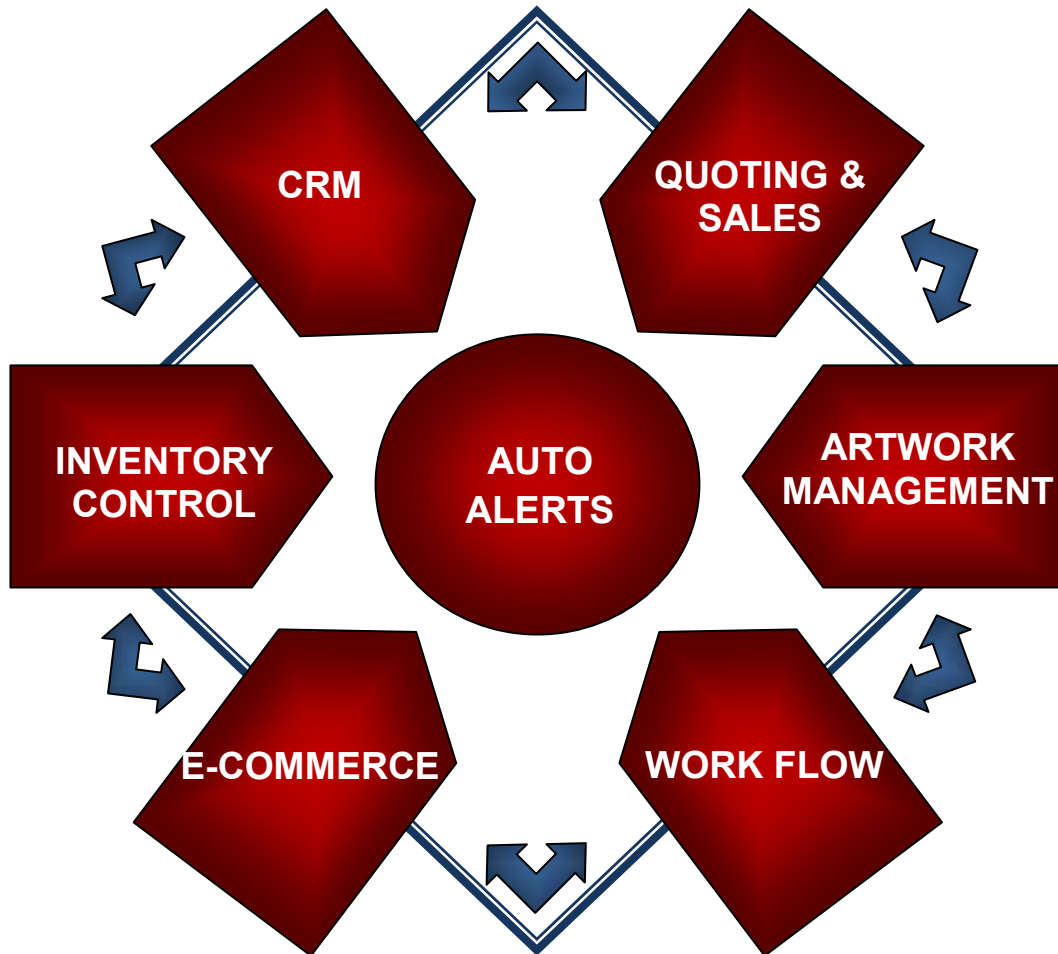 CRM
QUOTING &
SALES
INVENTORY
CONTROL
AUTO
ALERTS
ARTWORK
MANAGEMENT
E-COMMERCE
WORK FLOW